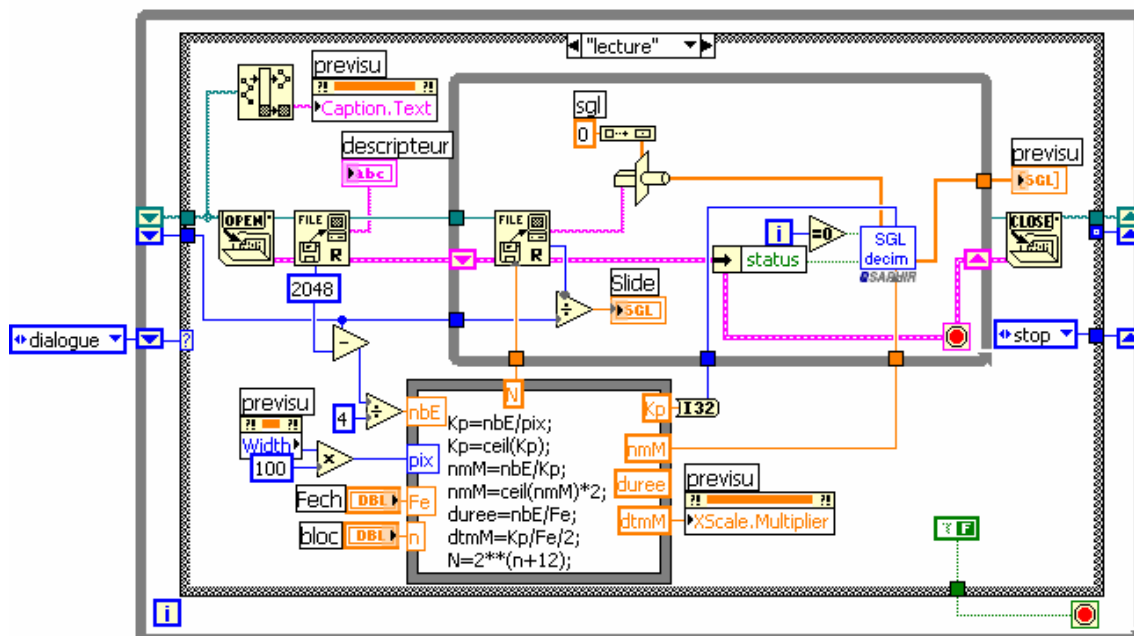 "lecture"
previsu
Caption.Text
sgl
0
descripteur
abc
previsu
SGL]
OPEN
FILE
R
FILE
R
i
=0
SGL
decim
SAPHIR
CLOSE
status
2048
Slide
SGL
dialogue
?
stop
-
÷
÷
previsu
Width
4
nbE
N
Kp
I32
100
×
pix
nmM
Fech
DBL
Fe
duree
previsu
bloc
DBL
n
dtmM
XScale.Multiplier
Kp=nbE/pix;
Kp=ceil(Kp);
nmM=nbE/Kp;
nmM=ceil(nmM)*2;
duree=nbE/Fe;
dtmM=Kp/Fe/2;
N=2**(n+12);
F
i